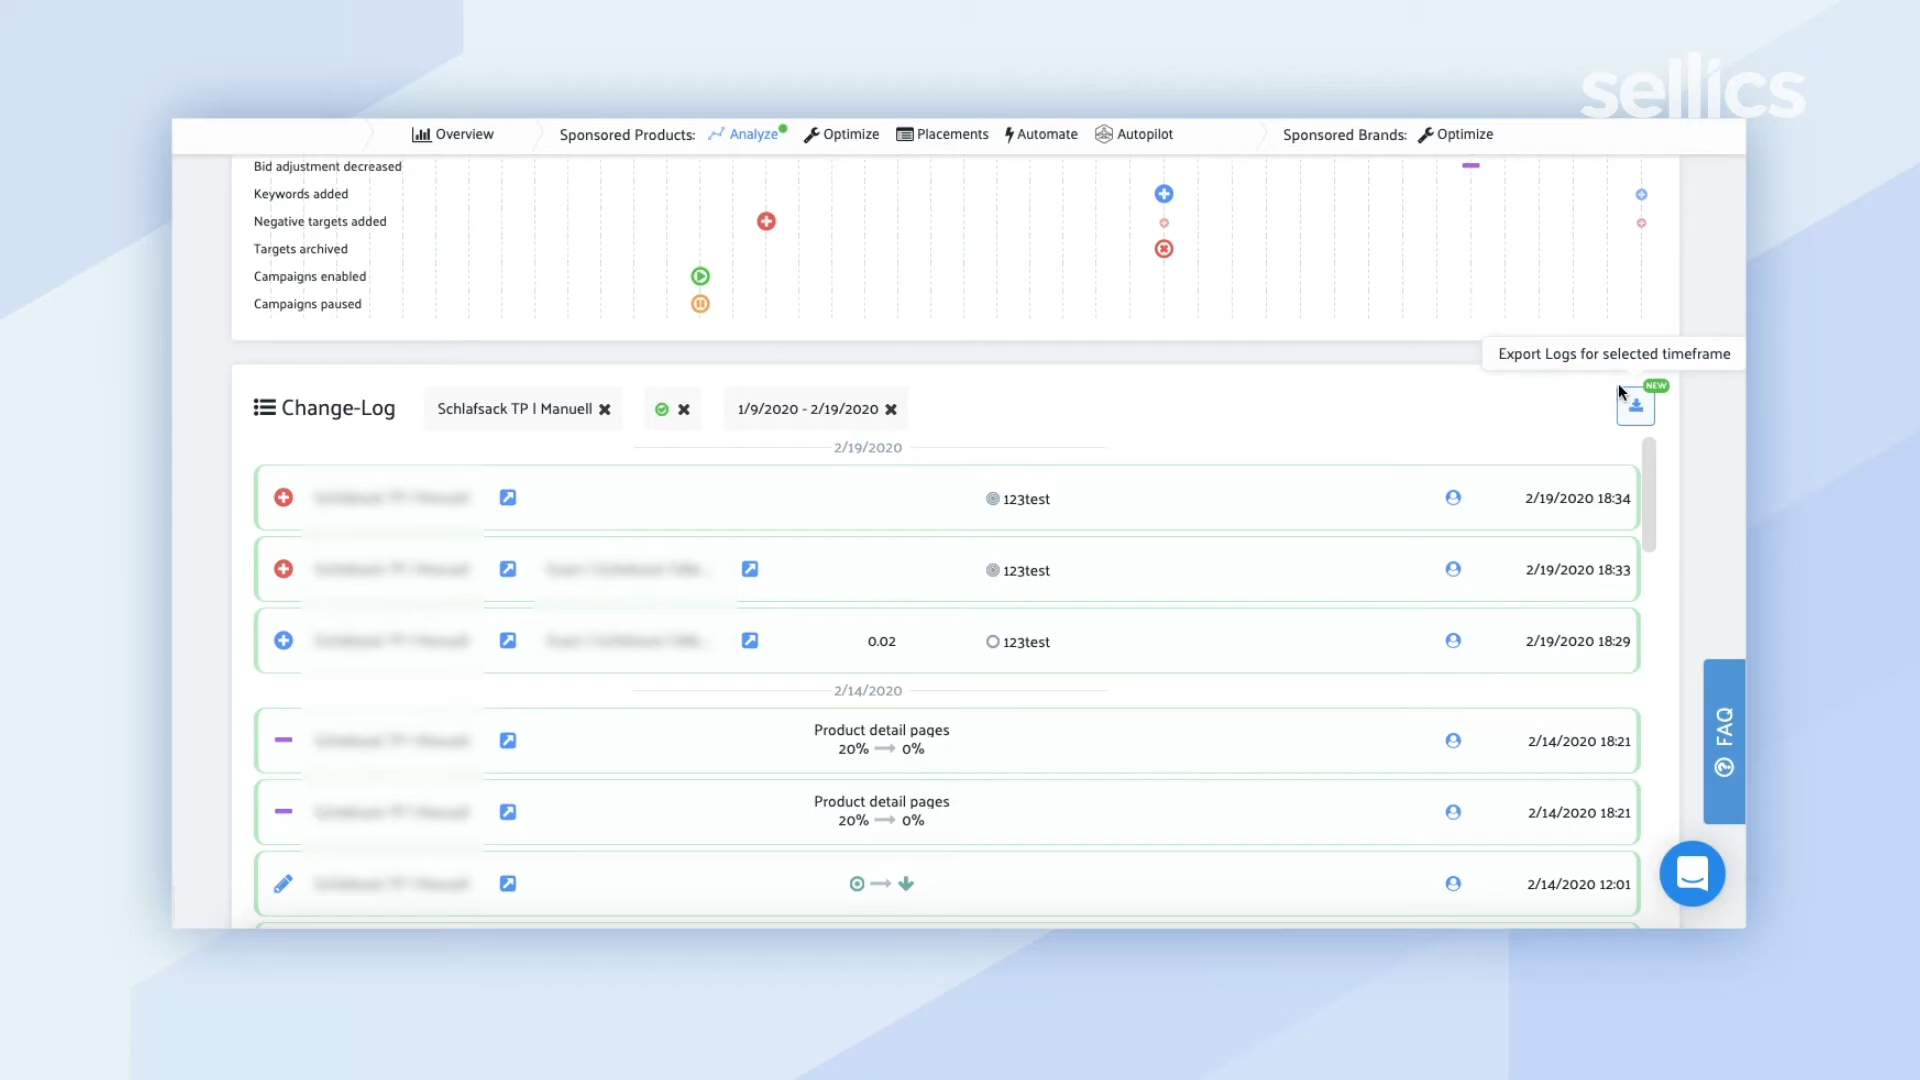 sellics
Overview
Sponsored Products:
Analyze
Optimize
Placements
Automate
Autopilot
Sponsored Brands:
Optimize
Bid adjustment decreased
Keywords added
Negative targets added
Targets archived
Campaigns enabled
Campaigns paused
Export Logs for selected timeframe
NEW
Change-Log
Schlafsack TP | Manuell
1/9/2020 - 2/19/2020
2/19/2020
123test
2/19/2020 18:34
123test
2/19/2020 18:33
0.02
123test
2/19/2020 18:29
2/14/2020
Product detail pages
20% → 0%
2/14/2020 18:21
Product detail pages
20% → 0%
2/14/2020 18:21
2/14/2020 12:01
FAQ